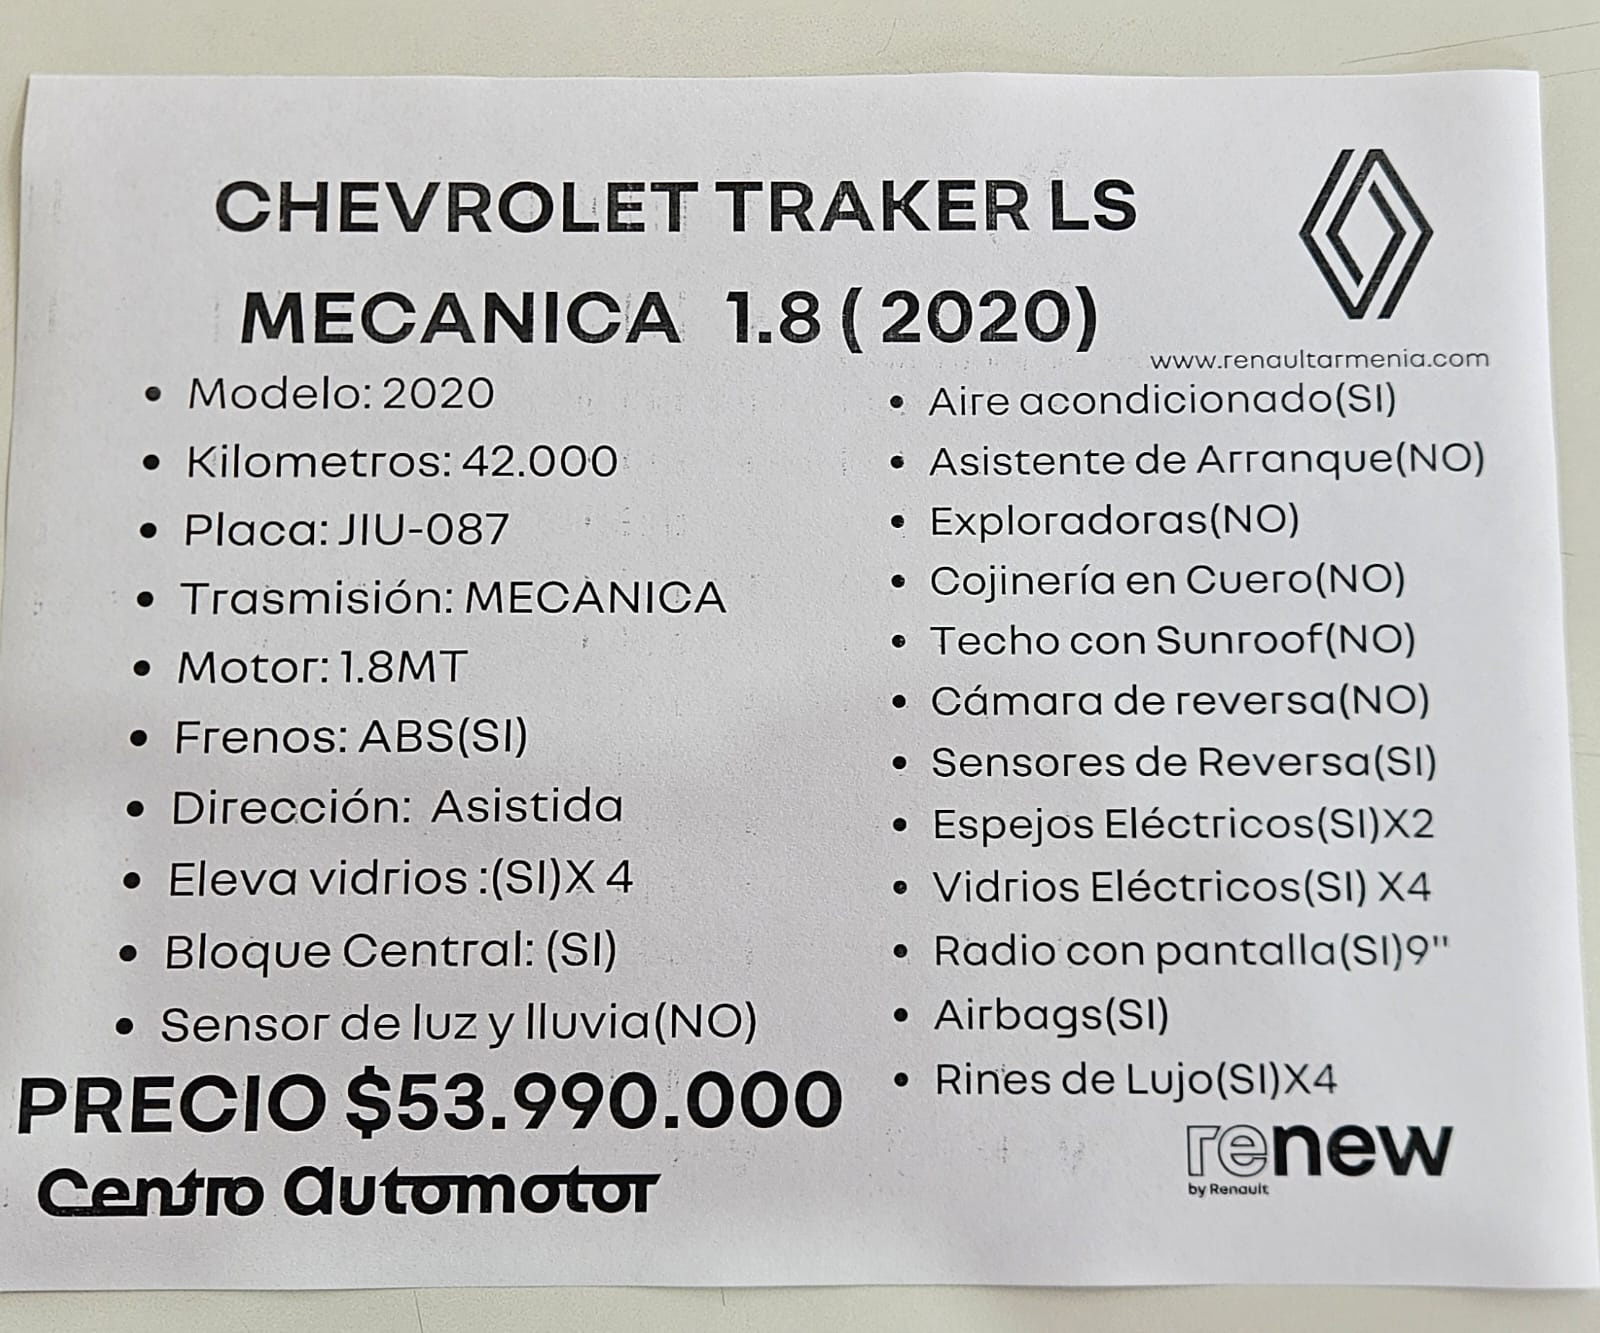 CHEVROLET TRAKER LS
MECANICA 1.8 ( 2020)
www.renaultarmenia.com
• Modelo: 2020
• Kilometros: 42.000
• Placa: JIU-087
• Trasmisión: MECÀNICA
• Motor: 1.8MT
• Frenos: ABS(SI)
• Dirección: Asistida
• Eleva vidrios :(SI)X 4
• Bloque Central: (SI)
• Sensor de luz y lluvia(NO)
• Aire acondicionado(SI)
• Asistente de Arranque(NO)
• Exploradoras(NO)
• Cojinería en Cuero(NO)
• Techo con Sunroof(NO)
• Cámara de reversa(NO)
• Sensores de Reversa(SI)
• Espejos Eléctricos(SI)X2
• Vidrios Eléctricos(SI) X4
• Radio con pantalla(SI)9"
• Airbags(SI)
• Rines de Lujo(SI)X4
PRECIO $53.990.000
Centro automotor
renew
by Renault